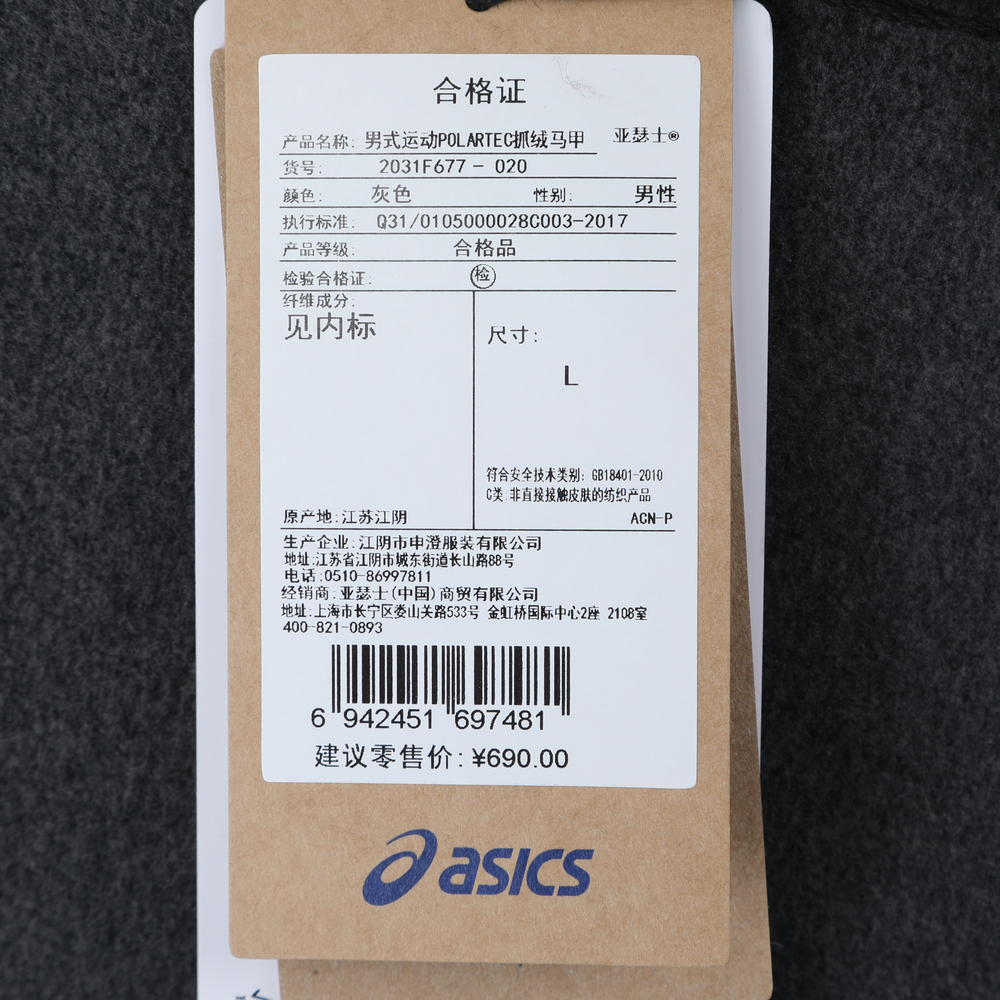 合格证
产品名称: 男式运动POLARTEC抓绒马甲 亚瑟士®
货号: 2031F677 - 020
颜色: 灰色 性别: 男性
执行标准: Q31/0105000028C003-2017
产品等级: 合格品
检验合格证: 检
纤维成分:
见内标
尺寸:
L
符合安全技术类别: GB18401-2010
C类:非直接接触皮肤的纺织产品
原产地:江苏江阴 ACN-P
生产企业:江阴市申澄服装有限公司
地址:江苏省江阴市城东街道长山路88号
电话:0510-86997811
经销商:亚瑟士(中国)商贸有限公司
地址:上海市长宁区娄山关路533号 金虹桥国际中心2座 2108室
400-821-0893
6 942451 697481
建议零售价: ¥690.00
asics